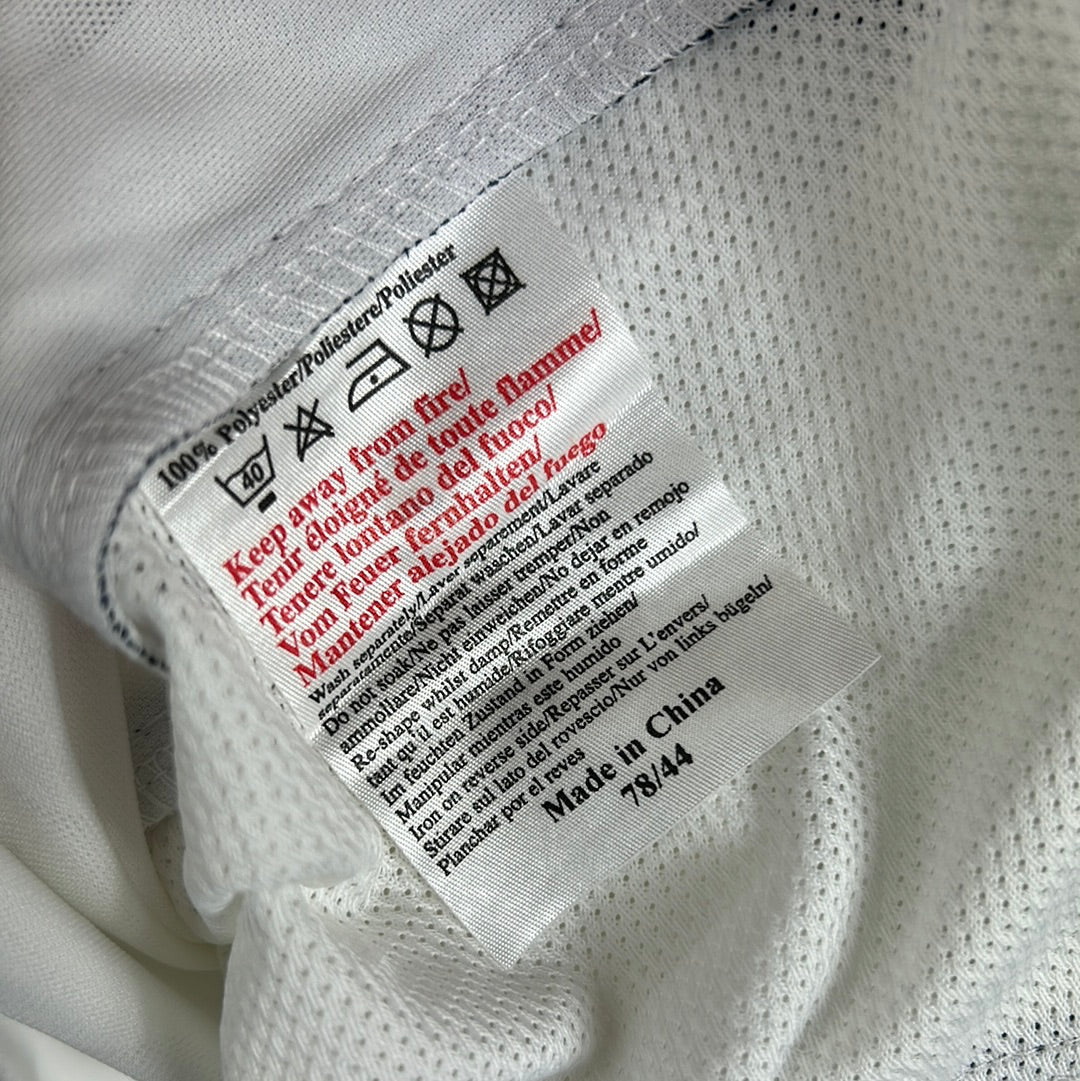 100% Polyester/Poliestere/Poliester
40
Keep away from fire/
Tenir éloigné de toute flamme/
Tenere lontano del fuoco/
Vom Feuer fernhalten/
Mantener alejado del fuego
Wash separately/Laver separement/Lavare
separatamente/Separat wäschen/Lavar separado
Do not soak/Ne pas laisser tremper/Non
ammollare/Nicht einweichen/No dejar en remojo
Re-shape whilst damp/Remettre en forme
tant qu'il est humade/Rifoggiare mentre umido/
Im feuchten Zustand in Form ziehen/
Manipular mientras este humido
Iron on reverse side/Repasser sur L'envers/
Stirare sul lato del rovescio/Nur von links bügeln/
Planchar por el reves
Made in China
78/44